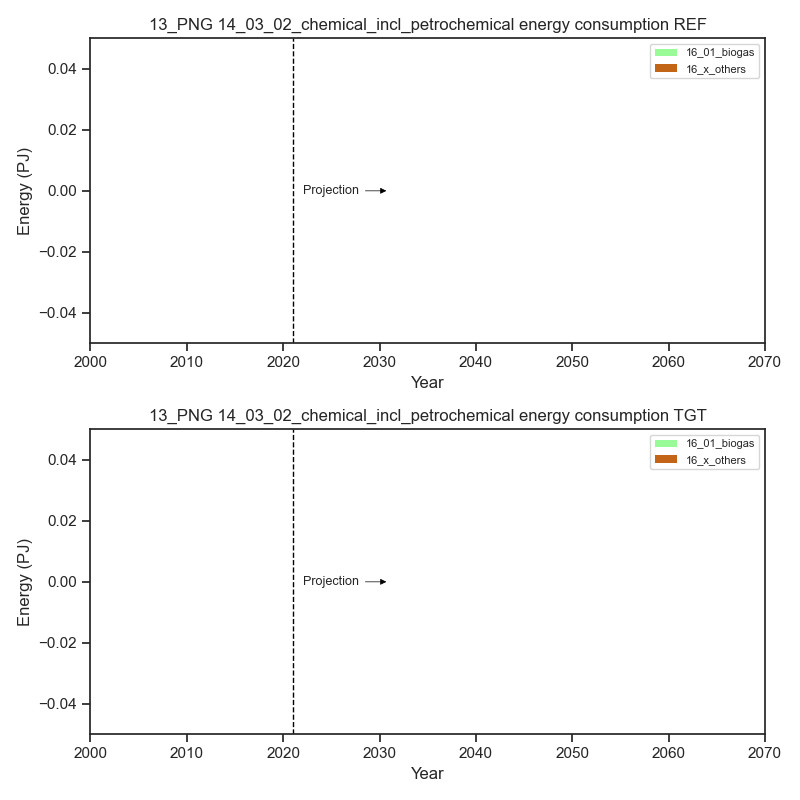 13_PNG 14_03_02_chemical_incl_petrochemical energy consumption REF
16_01_biogas
16_x_others
0.04
0.02
0.00
−0.02
−0.04
Energy (PJ)
Projection
2000 2010 2020 2030 2040 2050 2060 2070
Year
13_PNG 14_03_02_chemical_incl_petrochemical energy consumption TGT
16_01_biogas
16_x_others
0.04
0.02
0.00
−0.02
−0.04
Energy (PJ)
Projection
2000 2010 2020 2030 2040 2050 2060 2070
Year